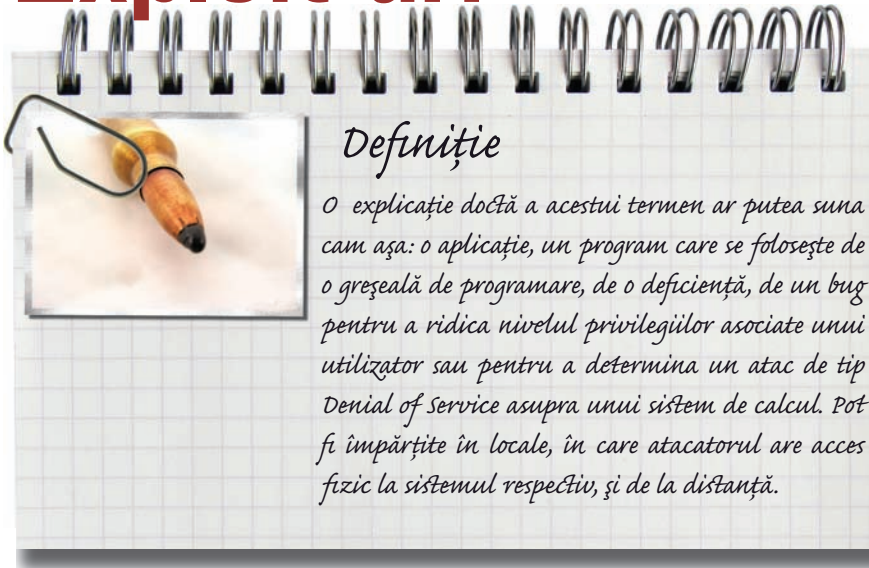 Definiție
O explicație doctă a acestui termen ar putea suna
cam așa: o aplicație, un program care se folosește de
o greșeală de programare, de o deficiență, de un bug
pentru a ridica nivelul privilegiilor asociate unui
utilizator sau pentru a determina un atac de tip
Denial of Service asupra unui sistem de calcul. Pot
fi împărțite în locale, în care atacatorul are acces
fizic la sistemul respectiv, și de la distanță.